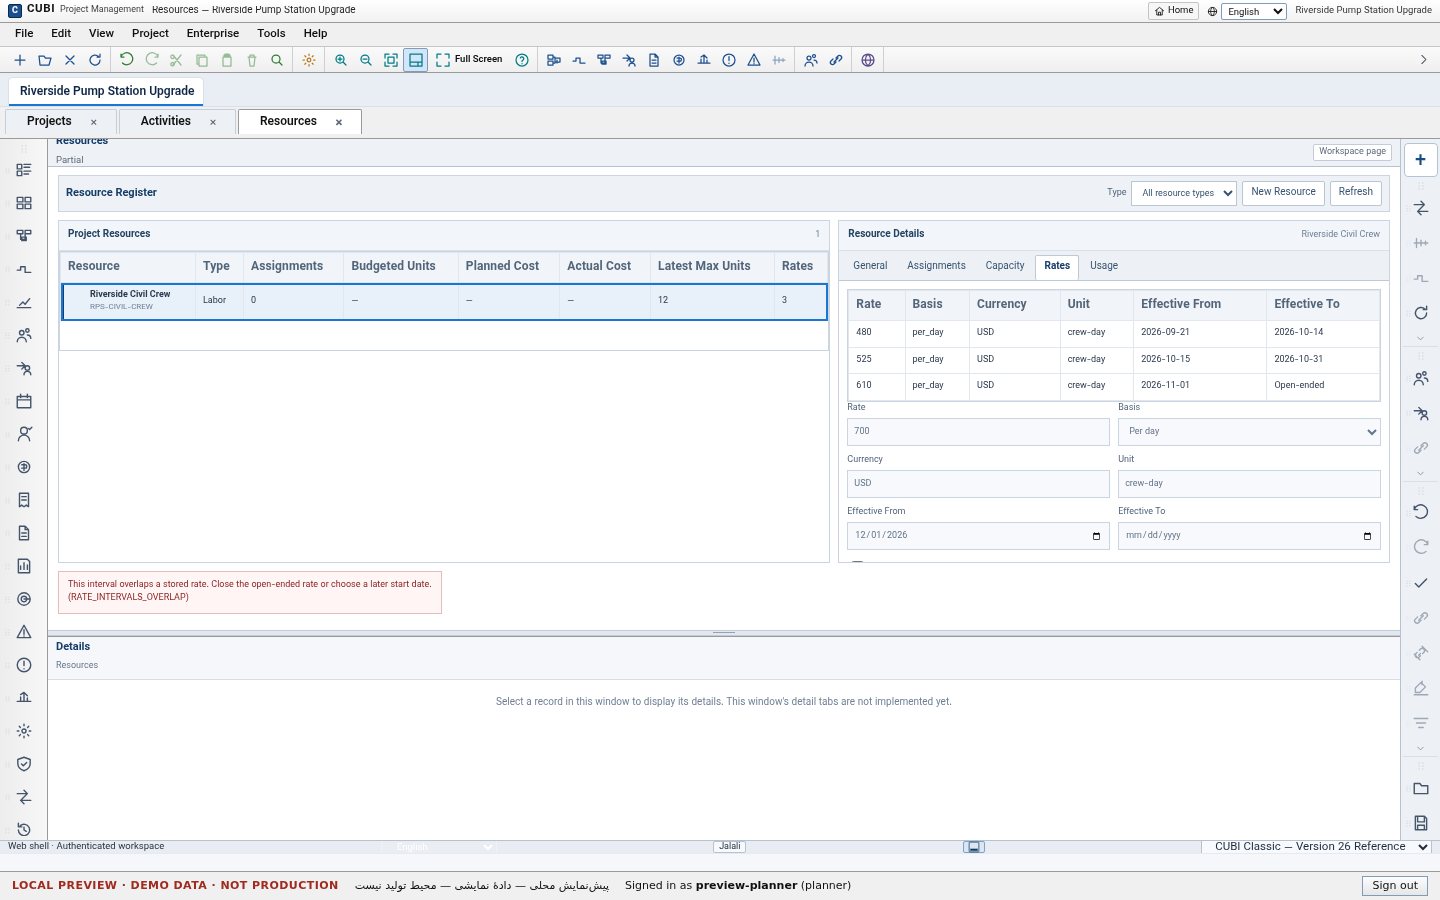 CUBI Project Management Resources — Riverside Pump Station Upgrade
Home English Riverside Pump Station Upgrade
File Edit View Project Enterprise Tools Help
Full Screen
Riverside Pump Station Upgrade
Projects × Activities × Resources ×
Resources
Partial
Workspace page
Resource Register
Type All resource types New Resource Refresh
Project Resources 1
Resource Type Assignments Budgeted Units Planned Cost Actual Cost Latest Max Units Rates
Riverside Civil Crew
RPS-CIVIL-CREW
Labor 0 — — — 12 3
Resource Details Riverside Civil Crew
General Assignments Capacity Rates Usage
Rate Basis Currency Unit Effective From Effective To
480 per_day USD crew-day 2026-09-21 2026-10-14
525 per_day USD crew-day 2026-10-15 2026-10-31
610 per_day USD crew-day 2026-11-01 Open-ended
Rate Basis
700 Per day
Currency Unit
USD crew-day
Effective From Effective To
12/01/2026 mm/dd/yyyy
This interval overlaps a stored rate. Close the open-ended rate or choose a later start date.
(RATE_INTERVALS_OVERLAP)
Details
Resources
Select a record in this window to display its details. This window's detail tabs are not implemented yet.
Web shell · Authenticated workspace English Jalali CUBI Classic — Version 26 Reference
LOCAL PREVIEW · DEMO DATA · NOT PRODUCTION پیش‌نمایش محلی — دادهٔ نمایشی — محیط تولید نیست Signed in as preview-planner (planner) Sign out